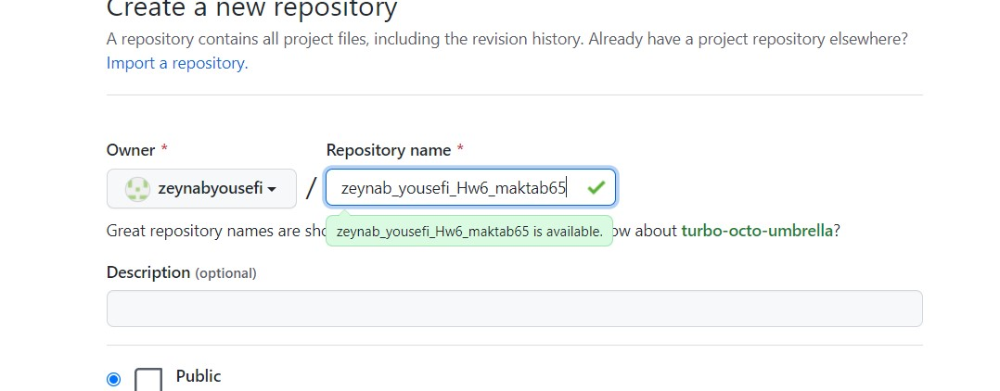 Create a new repository
A repository contains all project files, including the revision history. Already have a project repository elsewhere?
Import a repository.
Owner *
Repository name *
zeynabyousefi
/
zeynab_yousefi_Hw6_maktab65
Great repository names are sho
zeynab_yousefi_Hw6_maktab65 is available.
ow about turbo-octo-umbrella?
Description (optional)
Public